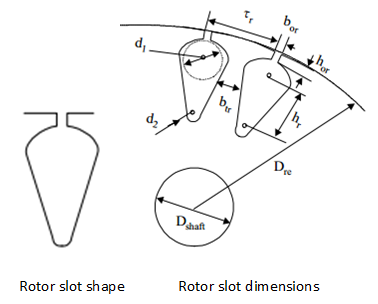 τr
bor
d1
hor
btr
d2
hr
Dre
Dshaft
Rotor slot shape
Rotor slot dimensions